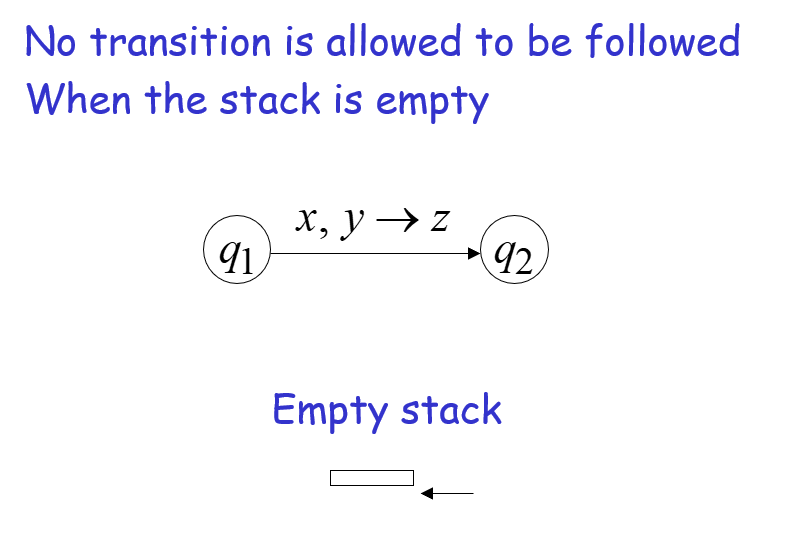 No transition is allowed to be followed
When the stack is empty
x, y → z
q1
q2
Empty stack